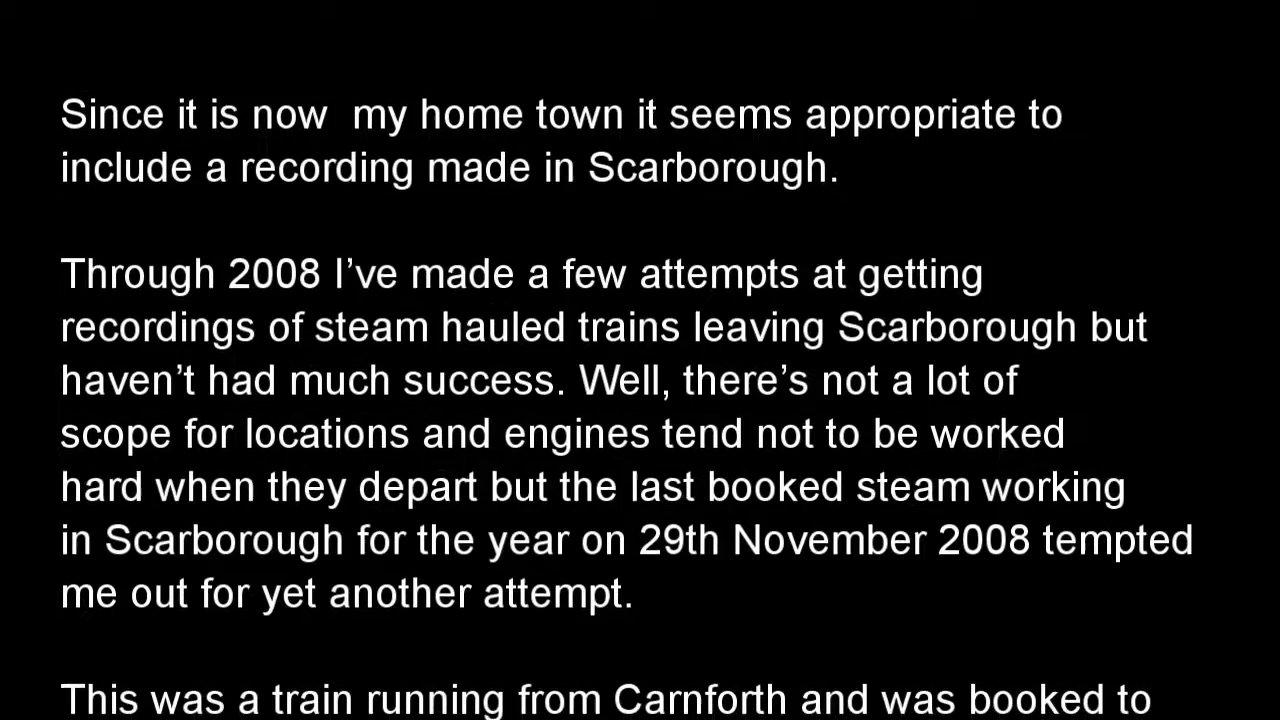 Since it is now  my home town it seems appropriate to
include a recording made in Scarborough.
Through 2008 I’ve made a few attempts at getting
recordings of steam hauled trains leaving Scarborough but
haven’t had much success. Well, there’s not a lot of
scope for locations and engines tend not to be worked
hard when they depart but the last booked steam working
in Scarborough for the year on 29th November 2008 tempted
me out for yet another attempt.
This was a train running from Carnforth and was booked to